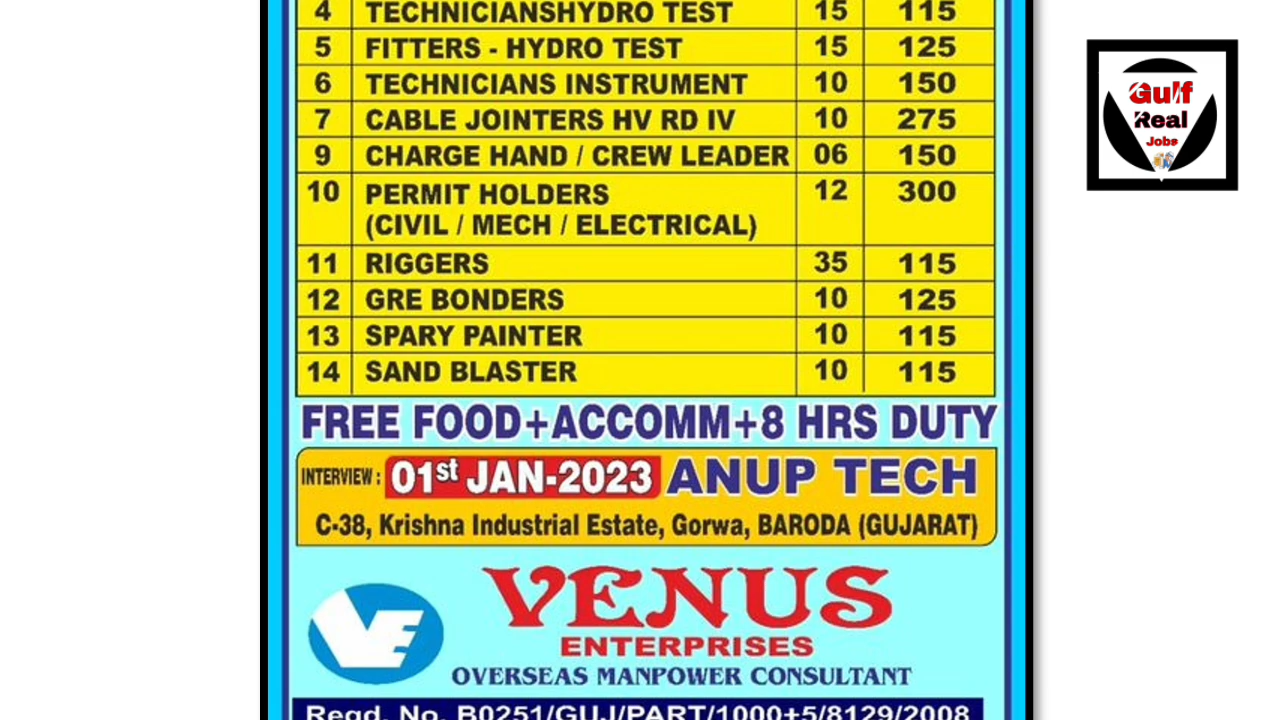 4 TECHNICIANSHYDRO TEST 15 115
5 FITTERS - HYDRO TEST 15 125
6 TECHNICIANS INSTRUMENT 10 150
7 CABLE JOINTERS HV RD IV 10 275
9 CHARGE HAND / CREW LEADER 06 150
10 PERMIT HOLDERS 12 300
(CIVIL / MECH / ELECTRICAL)
11 RIGGERS 35 115
12 GRE BONDERS 10 125
13 SPARY PAINTER 10 115
14 SAND BLASTER 10 115
FREE FOOD+ACCOMM+8 HRS DUTY
INTERVIEW : 01st JAN-2023 ANUP TECH
C-38, Krishna Industrial Estate, Gorwa, BARODA (GUJARAT)
VE
VENUS
ENTERPRISES
OVERSEAS MANPOWER CONSULTANT
Regd. No. B0251/GUJ/PART/1000+5/8129/2008
Gulf
Real
Jobs